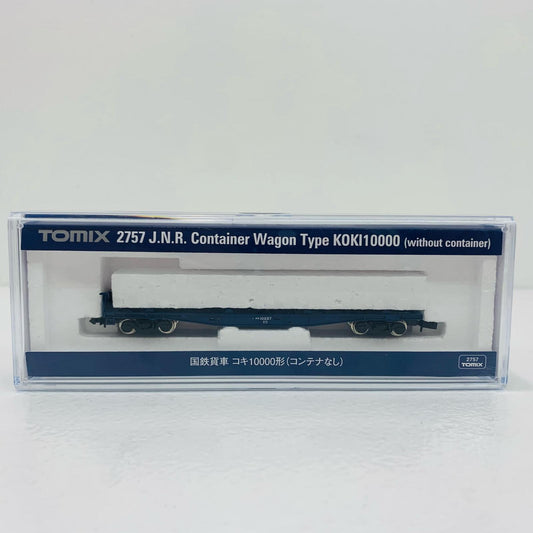 TOMIX 2757 J.N.R. Container Wagon Type KOKI10000 (without container)
国鉄貨車 コキ10000形(コンテナなし)
2757
TOMIX